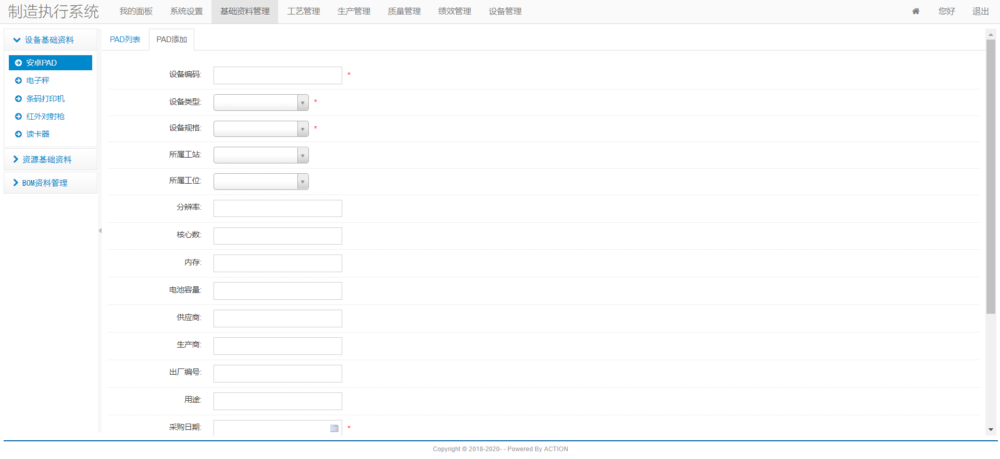 制造执行系统 我的面板 系统设置 基础资料管理 工艺管理 生产管理 质量管理 绩效管理 设备管理 您好 退出
设备基础资料
安卓PAD
电子秤
条码打印机
红外对射枪
读卡器
资源基础资料
BOM资料管理
PAD列表 PAD添加
设备编码: *
设备类型: *
设备规格: *
所属工站:
所属工位:
分辨率:
核心数:
内存:
电池容量:
供应商:
生产商:
出厂编号:
用途:
采购日期: *
Copyright © 2018-2020- - Powered By ACTION